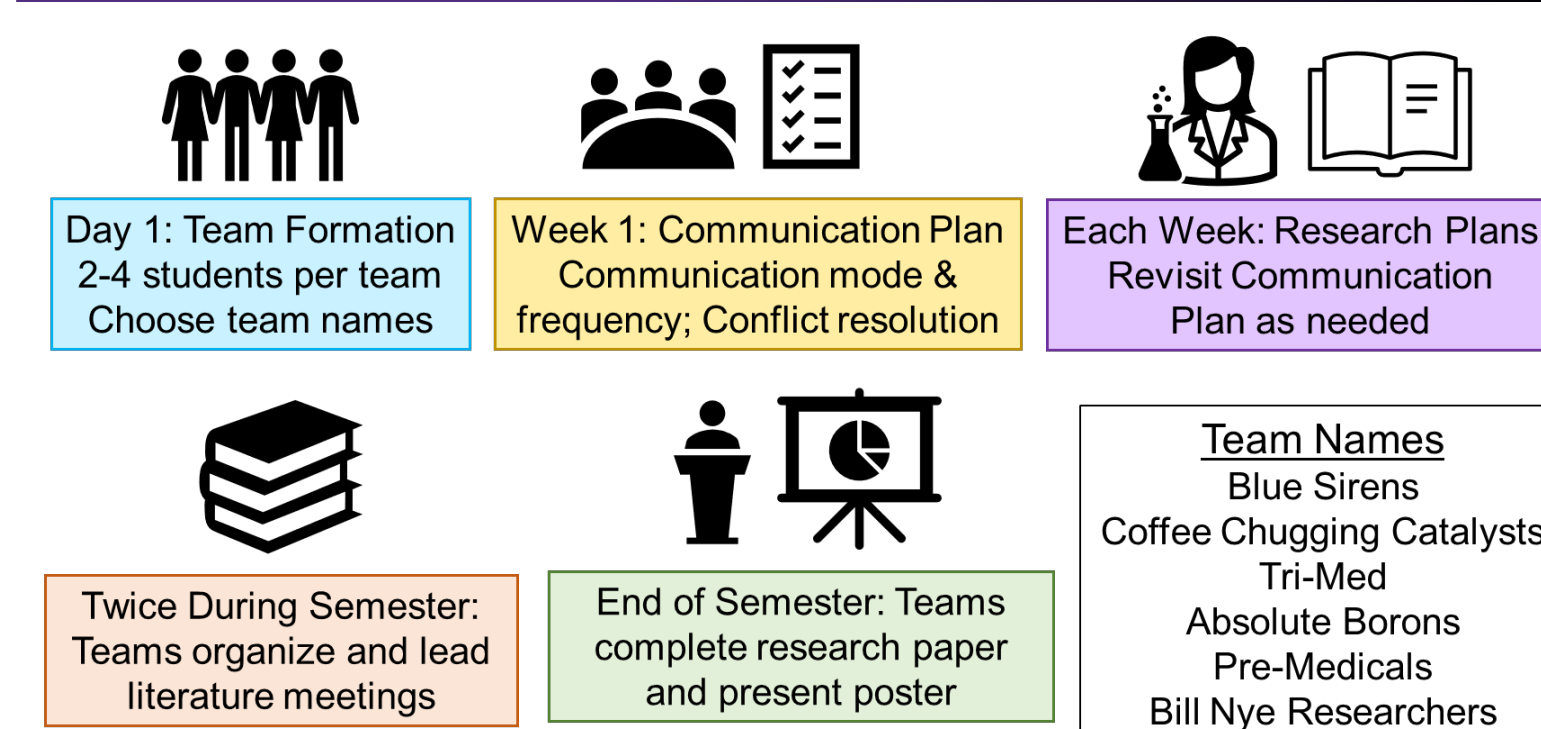 Day 1: Team Formation
2-4 students per team
Choose team names
Week 1: Communication Plan
Communication mode &
frequency; Conflict resolution
Each Week: Research Plans
Revisit Communication
Plan as needed
Twice During Semester:
Teams organize and lead
literature meetings
End of Semester: Teams
complete research paper
and present poster
Team Names
Blue Sirens
Coffee Chugging Catalysts
Tri-Med
Absolute Borons
Pre-Medicals
Bill Nye Researchers